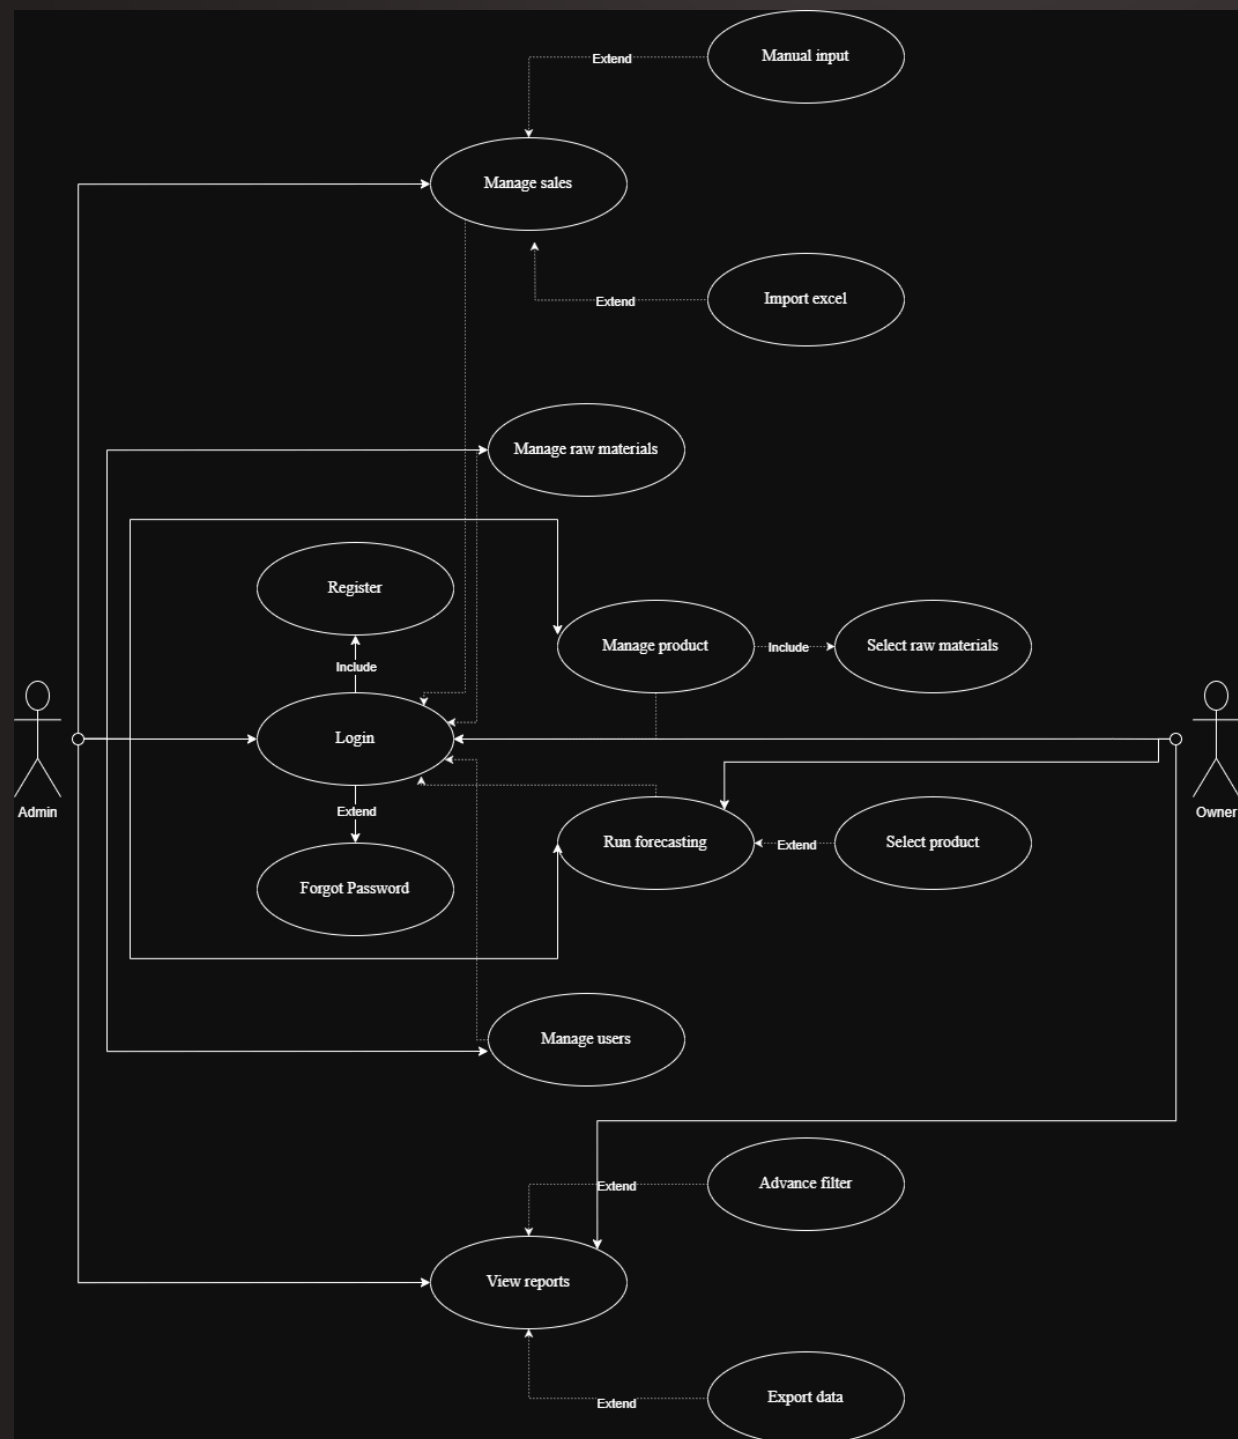 Manual input
Extend
Manage sales
Import excel
Extend
Manage raw materials
Register
Manage product
Include
Select raw materials
Include
Login
Admin
Owner
Extend
Run forecasting
Extend
Select product
Forgot Password
Manage users
Advance filter
Extend
View reports
Export data
Extend